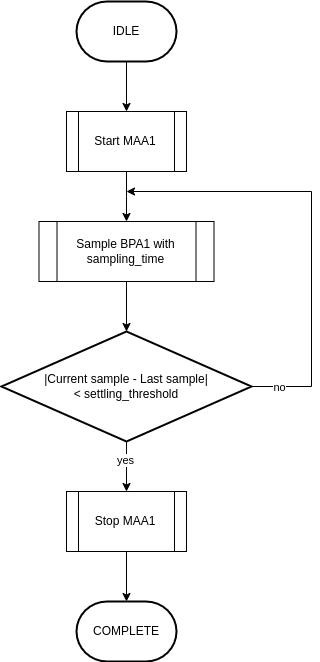 IDLE
Start MAA1
Sample BPA1 with
sampling_time
|Current sample - Last sample|
< settling_threshold
no
yes
Stop MAA1
COMPLETE